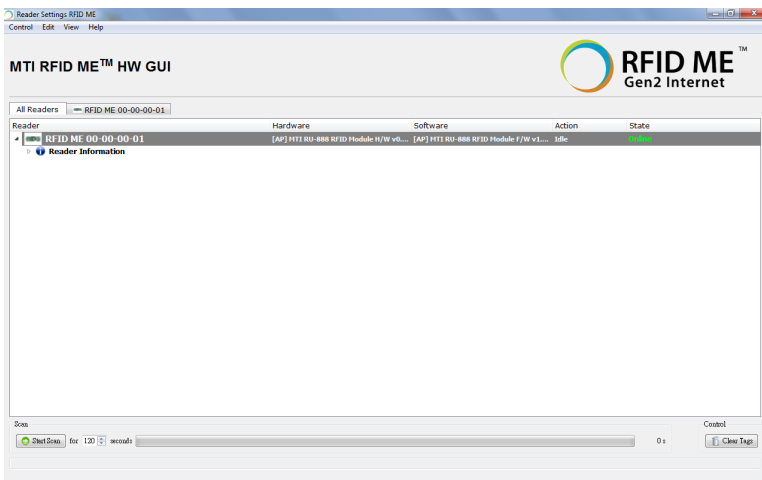 Reader Settings RFID ME
Control Edit View Help
MTI RFID ME™ HW GUI
RFID ME™
Gen2 Internet
All Readers RFID ME 00-00-00-01
Reader Hardware Software Action State
RFID ME 00-00-00-01 [AP] MTI RU-888 RFID Module H/W v0.... [AP] MTI RU-888 RFID Module F/W v1.... Idle Online
Reader Information
Scan Control
Start Scan for 120 seconds 0 s Clear Tags